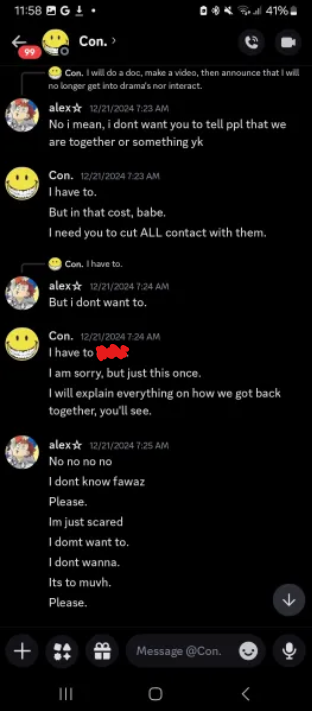 11:58 G 41%
99
Con. >
Con. I will do a doc, make a video, then announce that I will
no longer get into drama's nor interact.
alex☆ 12/21/2024 7:23 AM
No i mean, i dont want you to tell ppl that we
are together or something yk
Con. 12/21/2024 7:23 AM
I have to.
But in that cost, babe.
I need you to cut ALL contact with them.
Con. I have to.
alex☆ 12/21/2024 7:24 AM
But i dont want to.
Con. 12/21/2024 7:24 AM
I have to
I am sorry, but just this once.
I will explain everything on how we got back
together, you'll see.
alex☆ 12/21/2024 7:25 AM
No no no no
I dont know fawaz
Please.
Im just scared
I domt want to.
I dont wanna.
Its to muvh.
Please.
Message @Con.